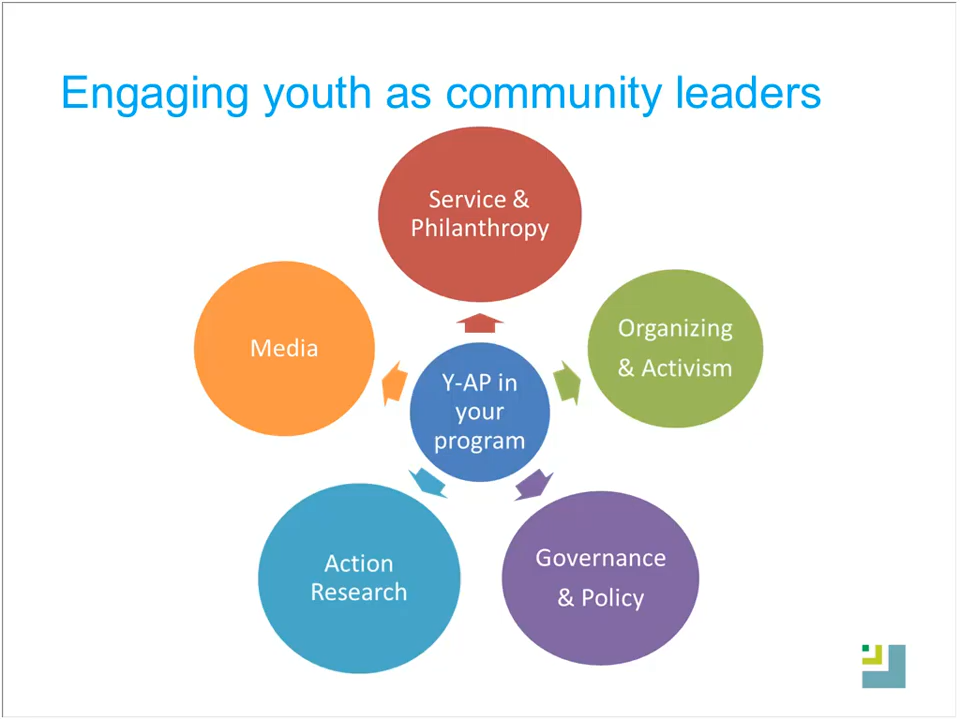 Engaging youth as community leaders
Service &
Philanthropy
Organizing
& Activism
Media
Y-AP in
your
program
Governance
& Policy
Action
Research